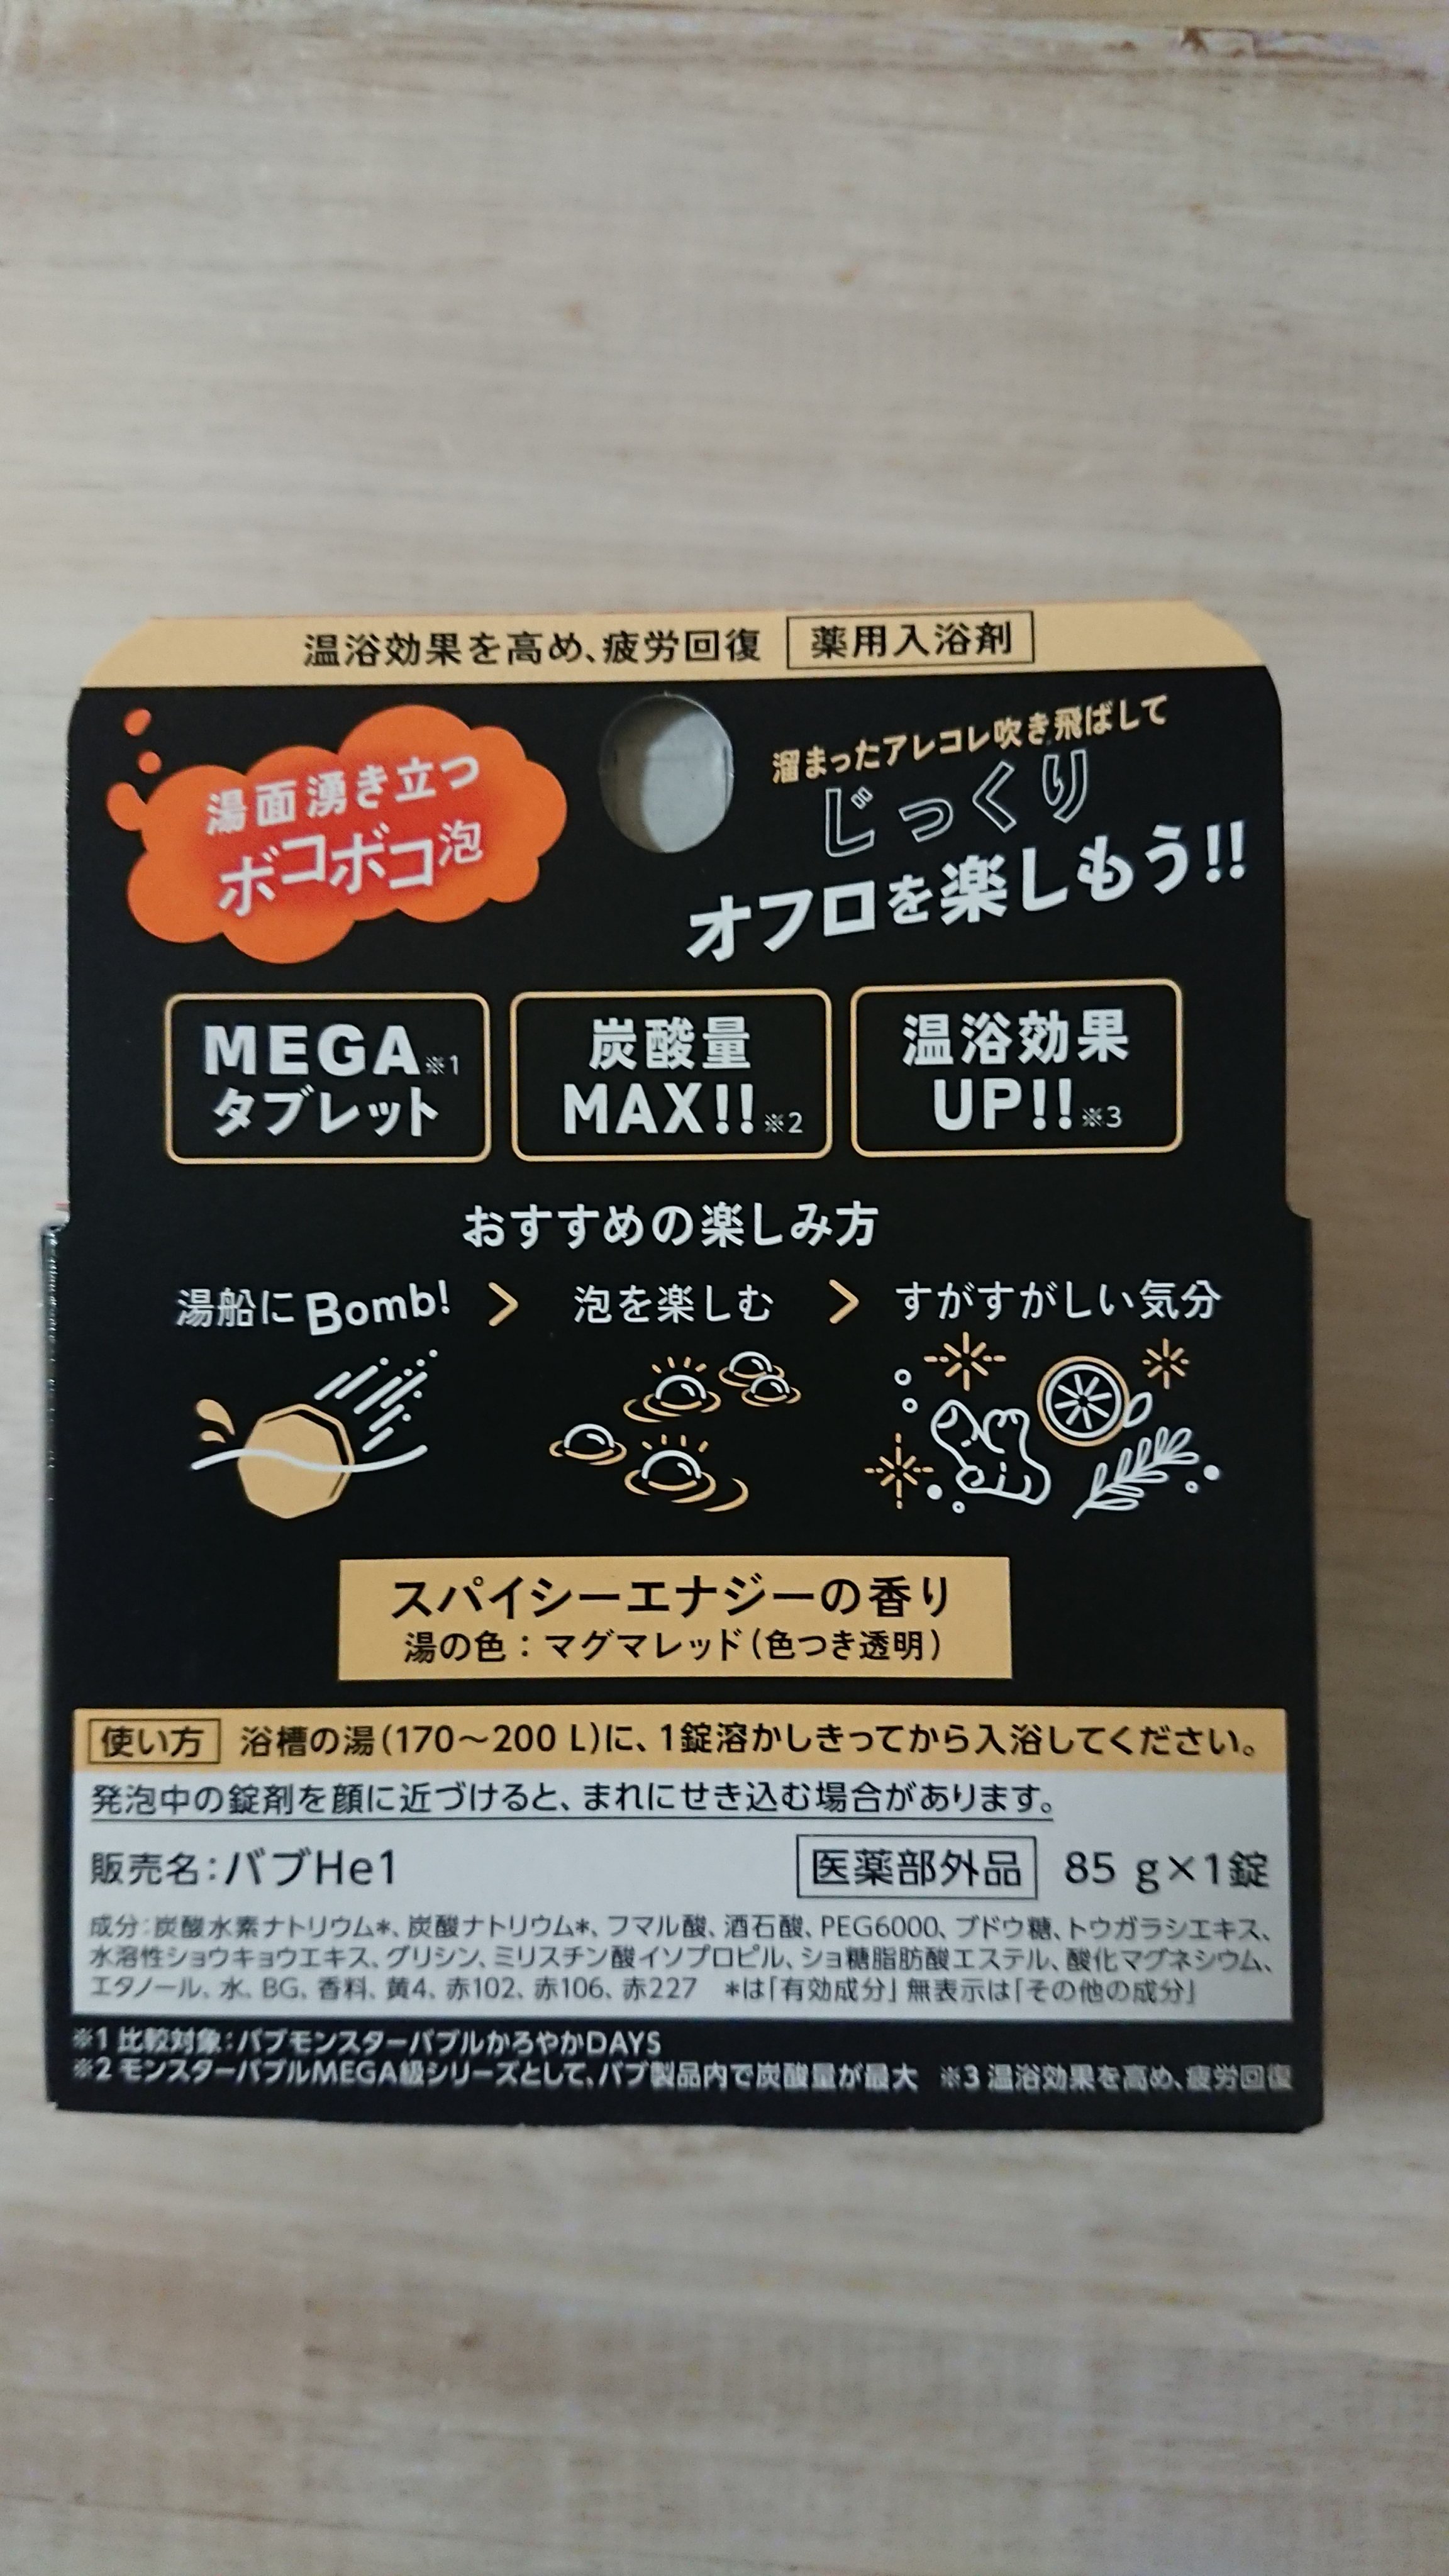 温浴効果を高め、疲労回復 薬用入浴剤
湯面湧き立つ
ボコボコ泡
溜まったアレコレ吹き飛ばして
じっくり
オフロを楽しもう!!
MEGA※1
タブレット
炭酸量
MAX!!※2
温浴効果
UP!!※3
おすすめの楽しみ方
湯船にBomb! > 泡を楽しむ > すがすがしい気分
スパイシーエナジーの香り
湯の色：マグマレッド（色つき透明）
使い方 浴槽の湯(170～200 L)に、1錠溶かしきってから入浴してください。
発泡中の錠剤を顔に近づけると、まれにせき込む場合があります。
販売名：バブHe1 医薬部外品 85 g×1錠
成分：炭酸水素ナトリウム*、炭酸ナトリウム*、フマル酸、酒石酸、PEG6000、ブドウ糖、トウガラシエキス、
水溶性ショウキョウエキス、グリシン、ミリスチン酸イソプロピル、ショ糖脂肪酸エステル、酸化マグネシウム、
エタノール、水、BG、香料、黄4、赤102、赤106、赤227 *は「有効成分」無表示は「その他の成分」
※1 比較対象：バブモンスターバブルかろやかDAYS
※2 モンスターバブルMEGA級シリーズとして、バブ製品内で炭酸量が最大 ※3 温浴効果を高め、疲労回復